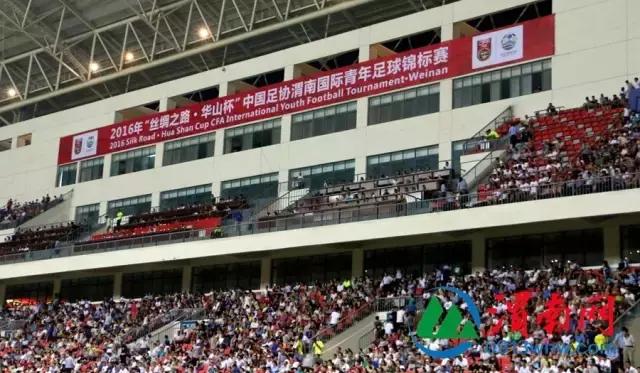 2016年“丝绸之路·华山杯”中国足协渭南国际青年足球锦标赛
2016 Silk Road·Hua Shan Cup CFA International Youth Football Tournament-Weinan
渭南网